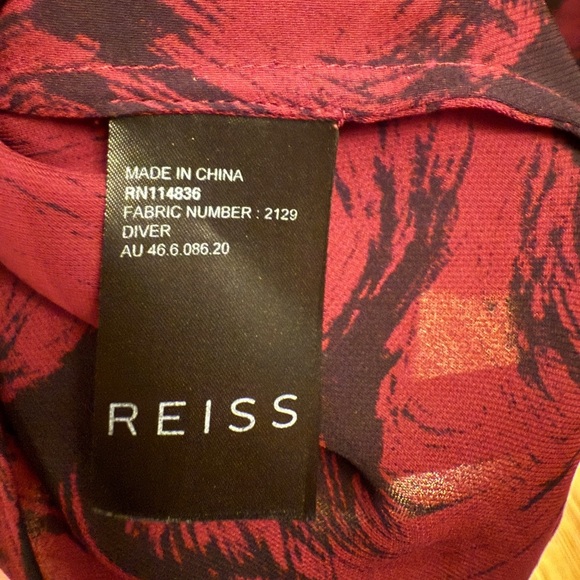 MADE IN CHINA
RN114836
FABRIC NUMBER : 2129
DIVER
AU 46.6.086.20
REISS